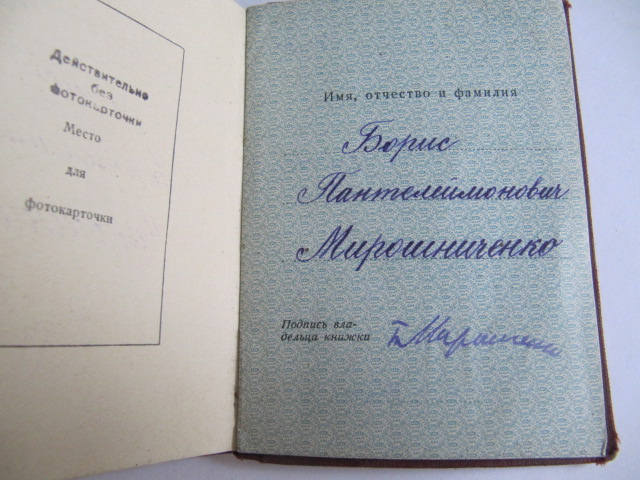 Действительно
без
фотокарточки
Место
для
фотокарточки
Имя, отчество и фамилия
Борис
Пантелеймонович
Мирошниченко
Подпись вла-
дельца книжки